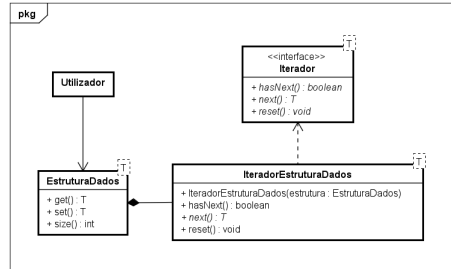 pkg
T
<<interface>>
Iterador
+ hasNext() : boolean
+ next() : T
+ reset() : void
Utilizador
T
EstruturaDados
+ get() : T
+ set() : T
+ size() : int
T
IteradorEstruturaDados
+ IteradorEstruturaDados(estrutura : EstruturaDados)
+ hasNext() : boolean
+ next() : T
+ reset() : void